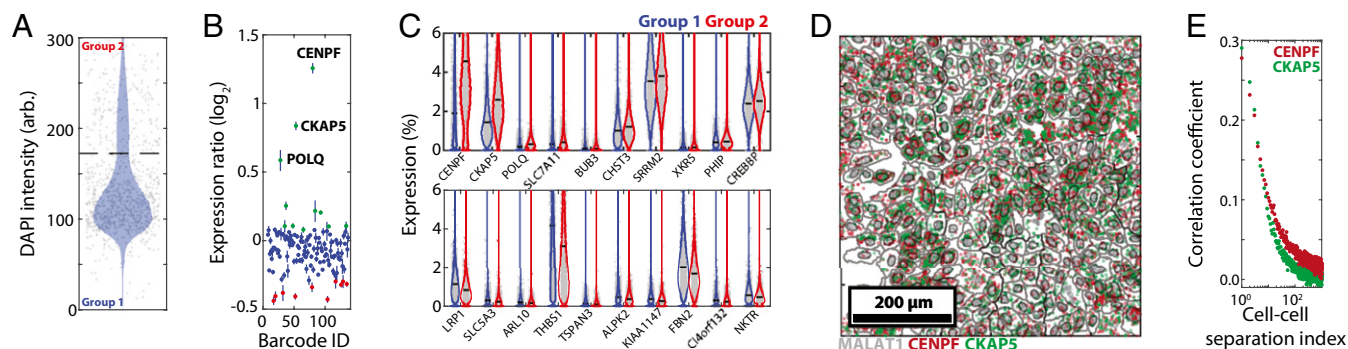 A
DAPI intensity (arb.)
300
200
100
0
Group 2
Group 1
B
Expression ratio (log2)
1.5
1
0.5
0
−0.5
CENPF
CKAP5
POLQ
0
50
100
Barcode ID
C
Group 1 Group 2
Expression (%)
6
4
2
0
CENPF
CKAP5
POLQ
SLC7A11
BUB3
CHST3
SRRM2
XKR5
PHIP
CREBBP
Expression (%)
6
4
2
0
LRP1
SLC5A3
ARL10
THBS1
TSPAN3
ALPK2
KIAA1147
FBN2
C14orf132
NKTR
D
200 µm
MALAT1 CENPF CKAP5
E
Correlation coefficient
0.3
0.2
0.1
0.0
CENPF
CKAP5
10⁰
10²
Cell-cell
separation index